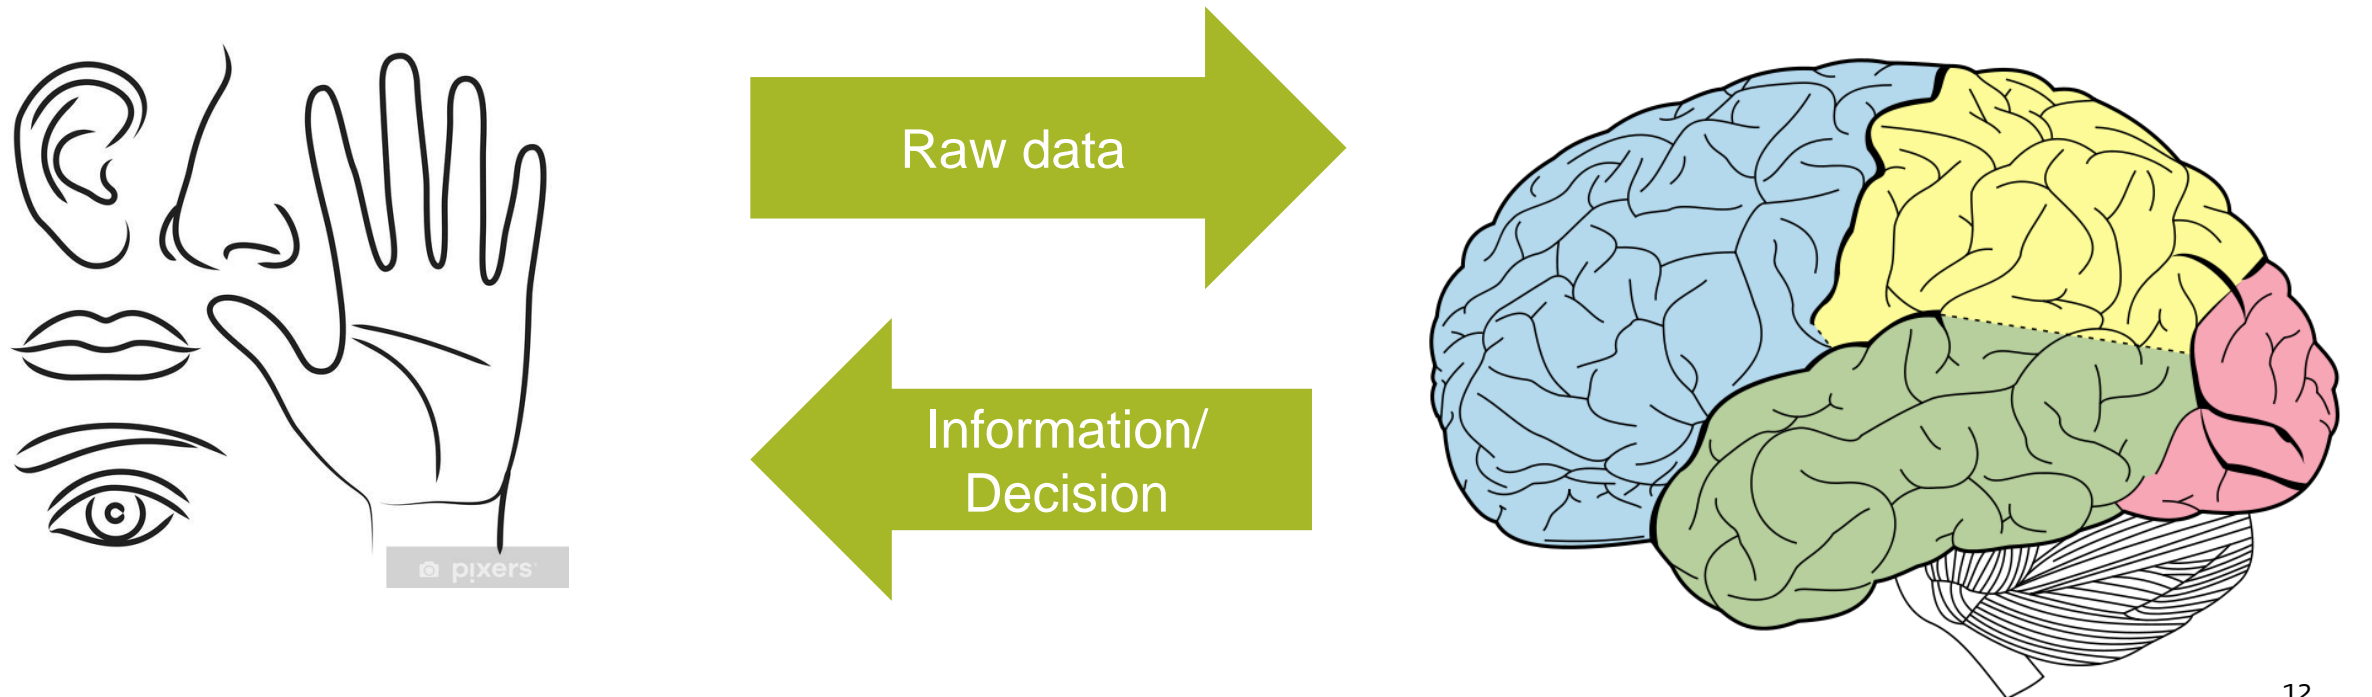 Raw data
Information/
Decision
pixers
12